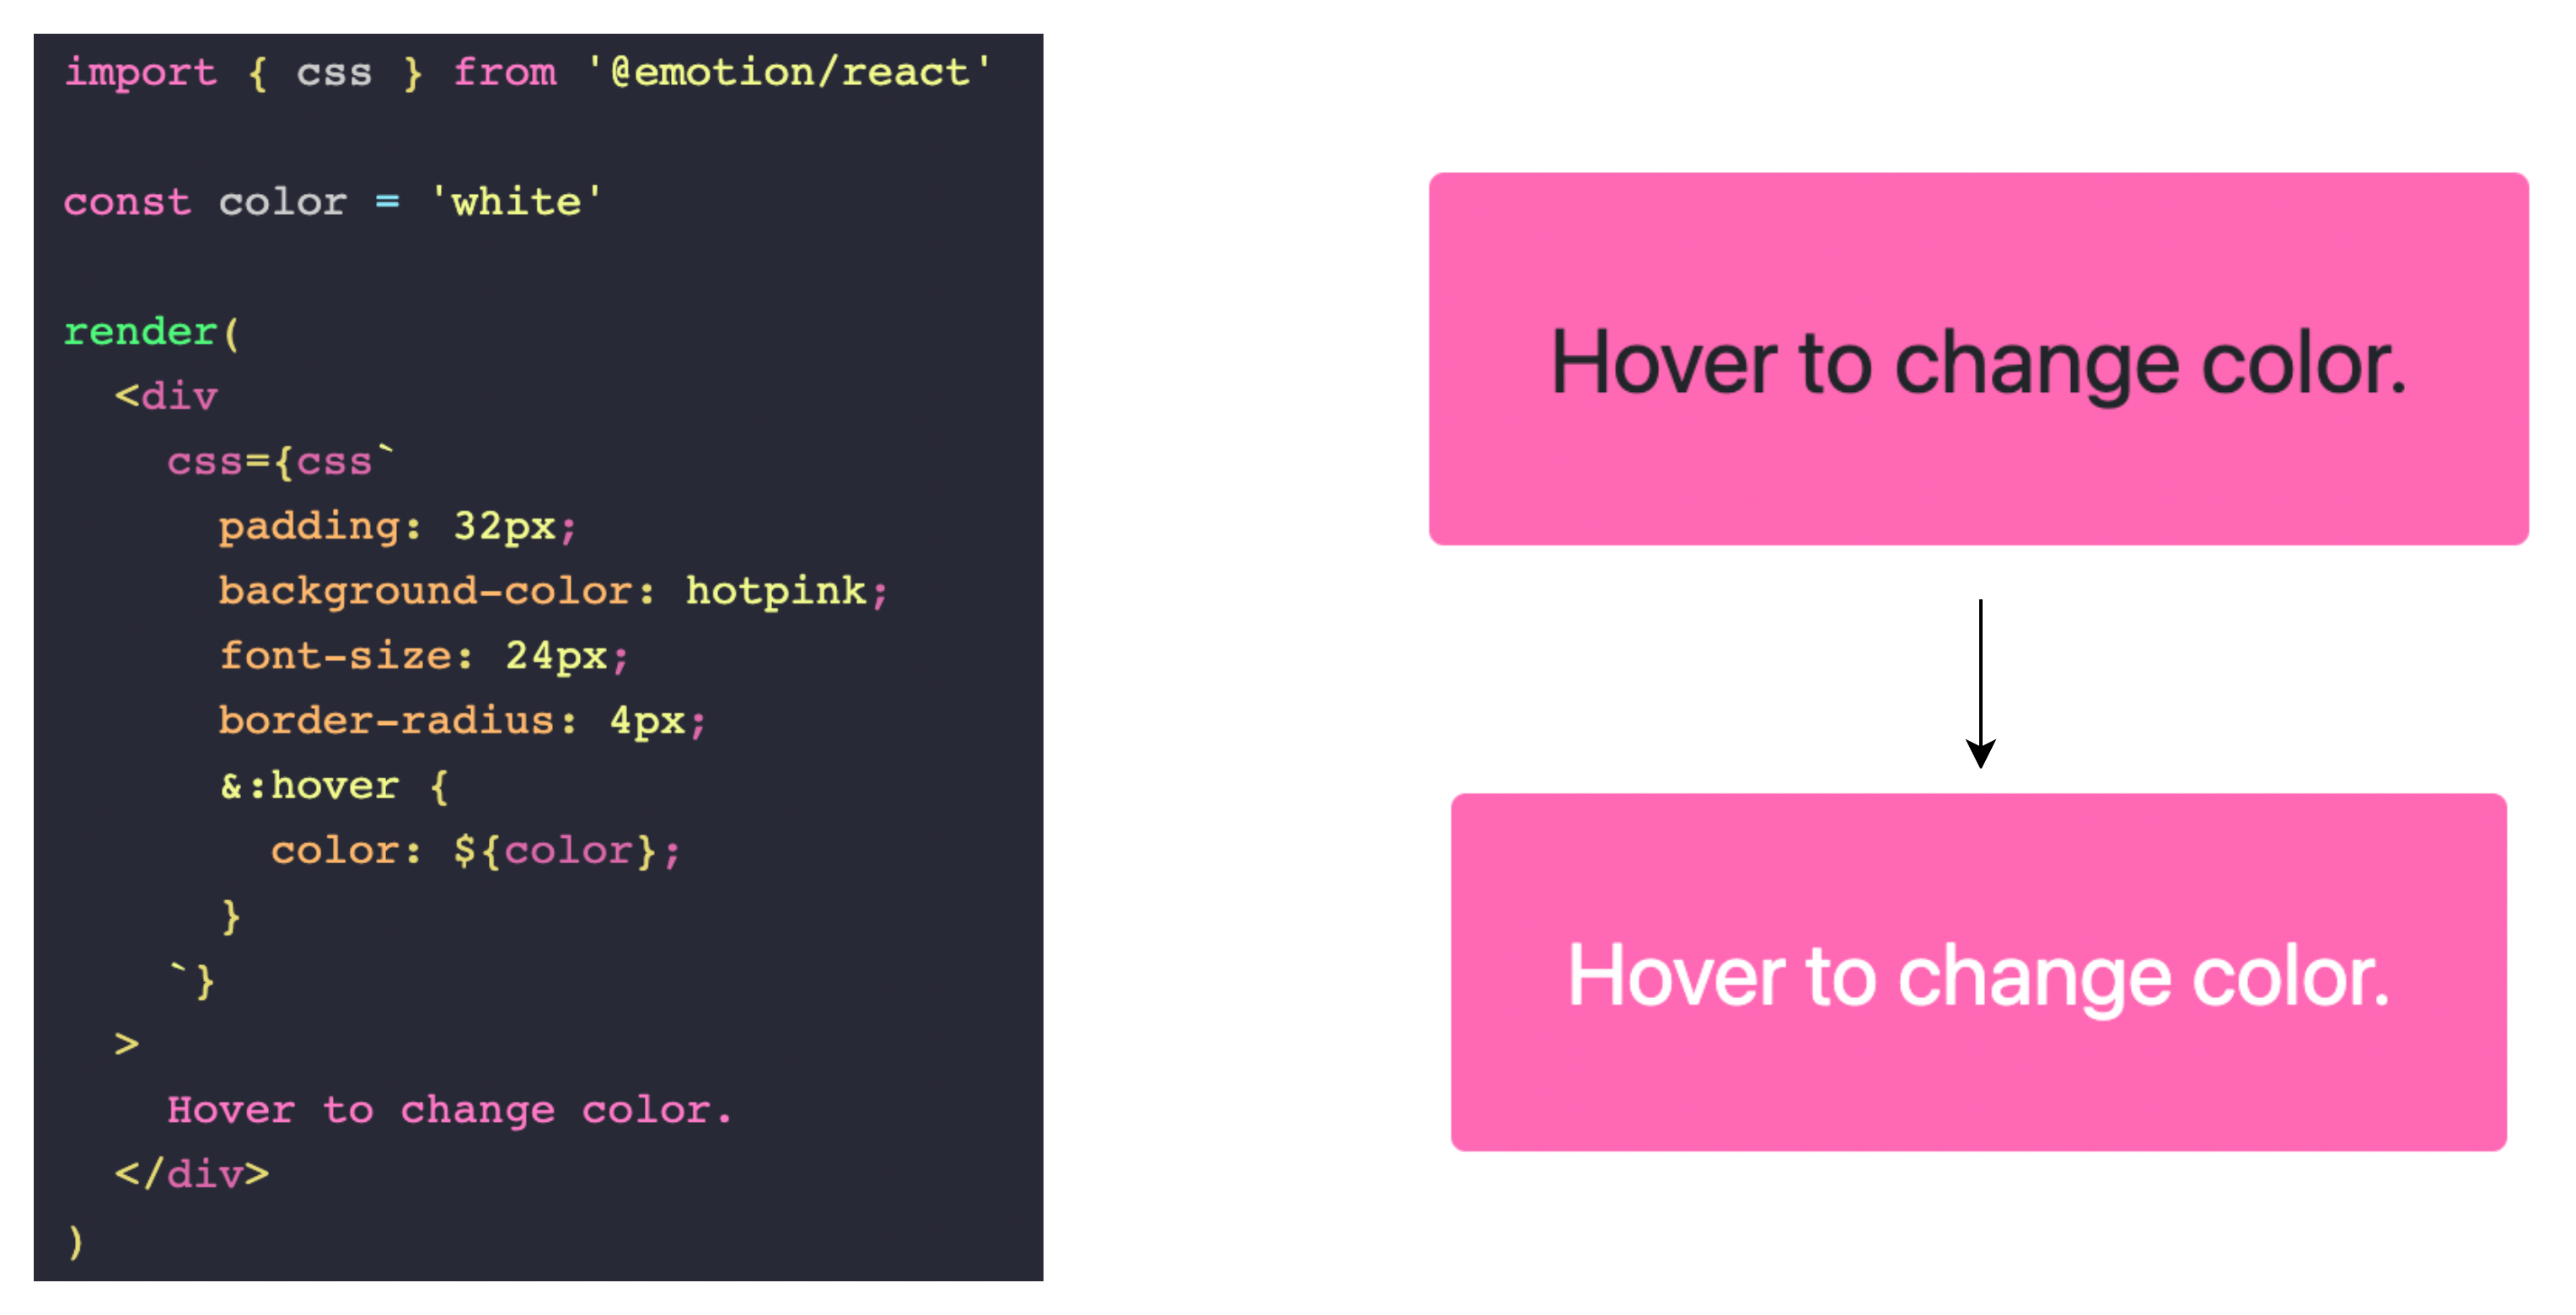 import { css } from '@emotion/react'
const color = 'white'
render(
<div
css={css`
padding: 32px;
background-color: hotpink;
font-size: 24px;
border-radius: 4px;
&:hover {
color: ${color};
}
`}
>
Hover to change color.
</div>
)
Hover to change color.
Hover to change color.